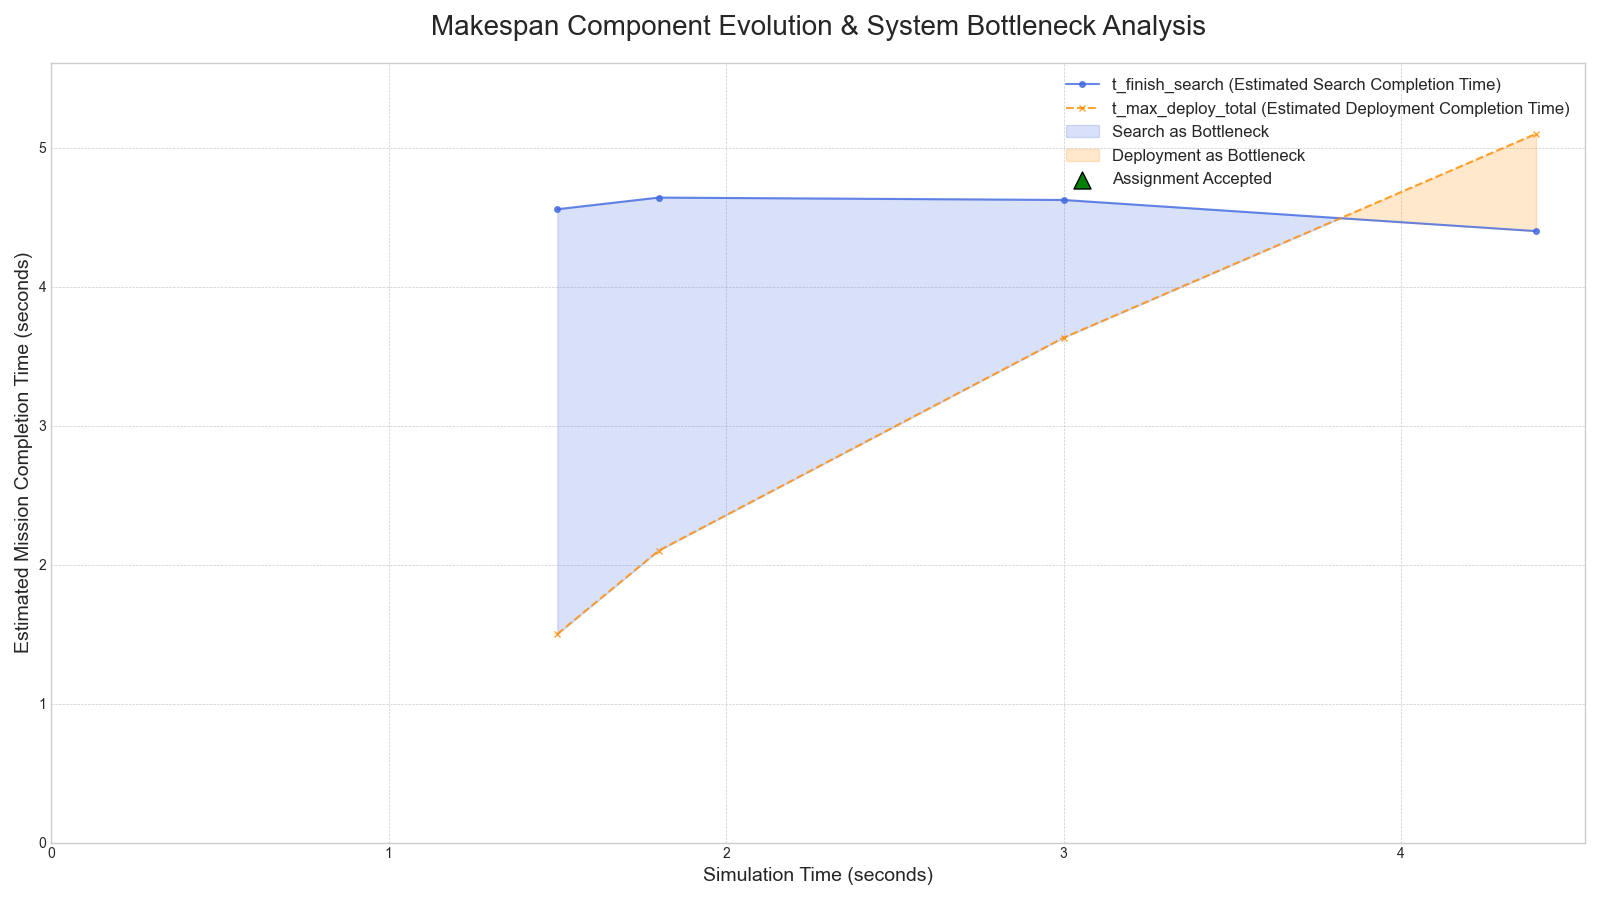 Makespan Component Evolution & System Bottleneck Analysis
t_finish_search (Estimated Search Completion Time)
t_max_deploy_total (Estimated Deployment Completion Time)
Search as Bottleneck
Deployment as Bottleneck
Assignment Accepted
Estimated Mission Completion Time (seconds)
5
4
3
2
1
0
0 1 2 3 4
Simulation Time (seconds)